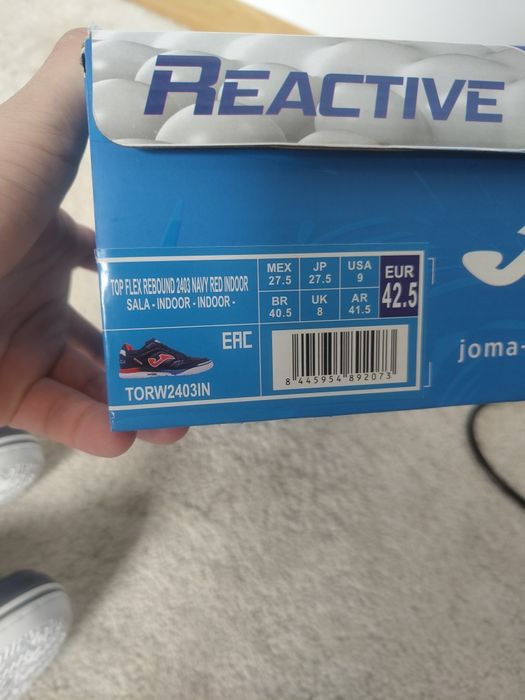 REACTIVE
TOP FLEX REBOUND 2403 NAVY RED INDOOR
SALA - INDOOR - INDOOR -
EAC
TORW2403IN
MEX
27.5
JP
27.5
USA
9
EUR
42.5
BR
40.5
UK
8
AR
41.5
8 445954 892073
joma-